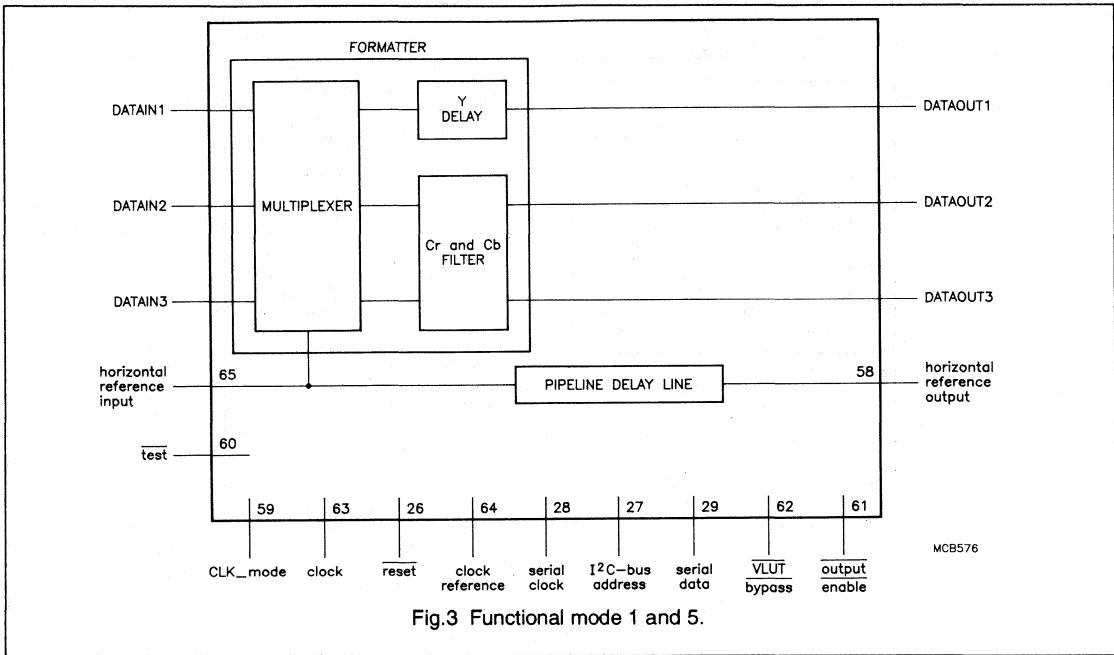 FORMATTER
DATAIN1
Y
DELAY
DATAOUT1
DATAIN2
MULTIPLEXER
Cr and Cb
FILTER
DATAOUT2
DATAIN3
DATAOUT3
horizontal
reference
input
65
PIPELINE DELAY LINE
58
horizontal
reference
output
test
60
59
63
26
64
28
27
29
62
61
CLK_mode
clock
reset
clock
reference
serial
clock
I²C-bus
address
serial
data
VLUT
bypass
output
enable
MCB576
Fig.3 Functional mode 1 and 5.